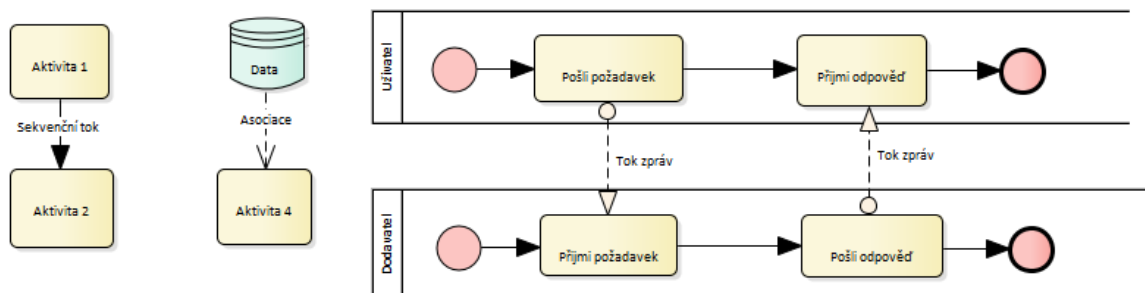 Aktivita 1
Sekvenční tok
Aktivita 2
Data
Asociace
Aktivita 4
Uživatel
Pošli požadavek
Přijmi odpověď
Tok zpráv
Tok zpráv
Dodavatel
Přijmi požadavek
Pošli odpověď